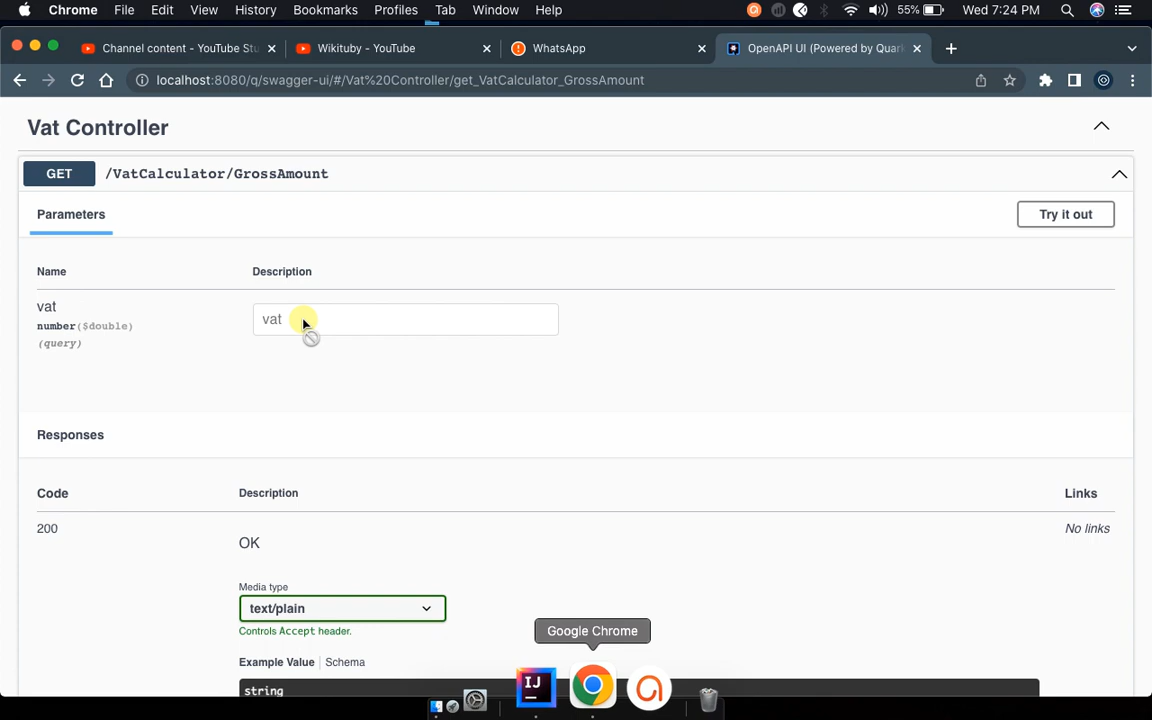 Chrome File Edit View History Bookmarks Profiles Tab Window Help 55% Wed 7:24 PM
Channel content - YouTube Stu Wikituby - YouTube WhatsApp OpenAPI UI (Powered by Quark
localhost:8080/q/swagger-ui/#/Vat%20Controller/get_VatCalculator_GrossAmount
Vat Controller
GET /VatCalculator/GrossAmount
Parameters Try it out
Name Description
vat
number($double)
(query)
vat
Responses
Code Description Links
200 No links
OK
Media type
text/plain
Controls Accept header.
Google Chrome
Example Value Schema
string
IJ